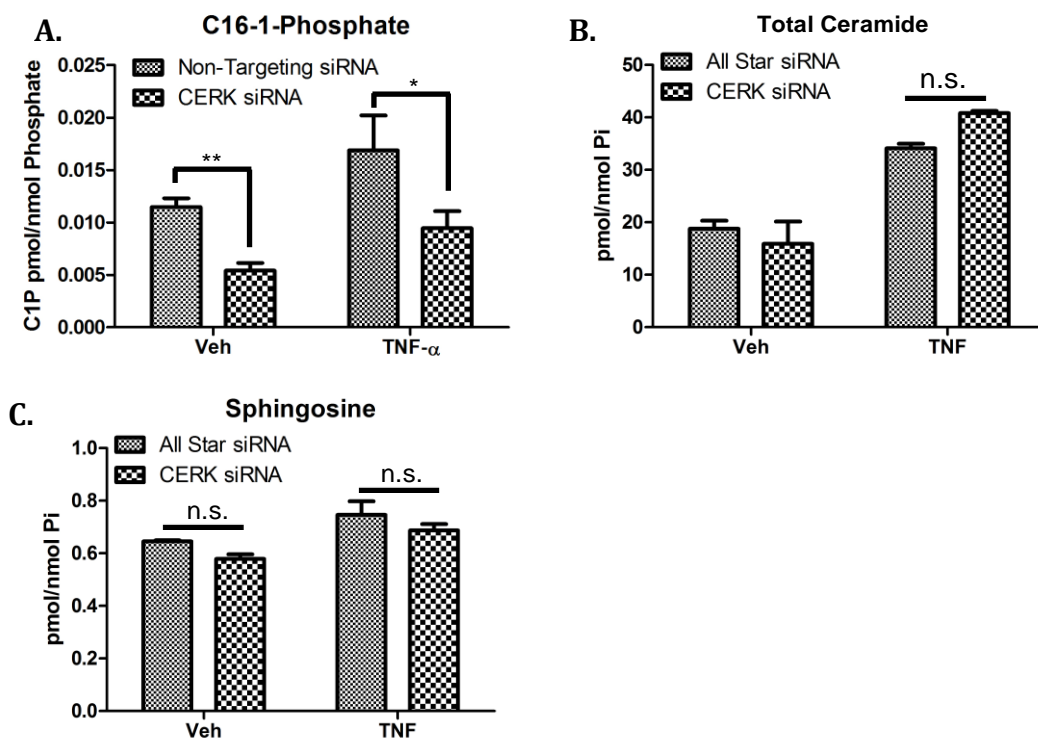 A.
C16-1-Phosphate
C1P pmol/nmol Phosphate
0.025
0.020
0.015
0.010
0.005
0.000
Non-Targeting siRNA
CERK siRNA
**
*
Veh
TNF-α
B.
Total Ceramide
pmol/nmol Pi
50
40
30
20
10
0
All Star siRNA
CERK siRNA
n.s.
Veh
TNF
C.
Sphingosine
pmol/nmol Pi
1.0
0.8
0.6
0.4
0.2
0.0
All Star siRNA
CERK siRNA
n.s.
n.s.
Veh
TNF